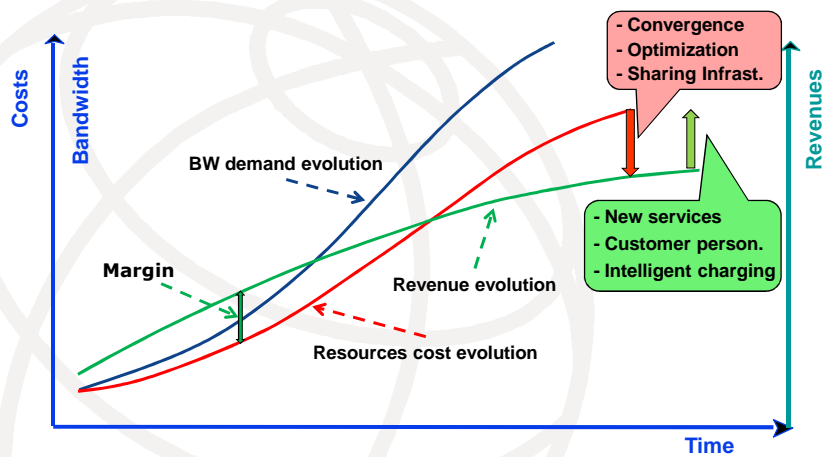 Costs
Bandwidth
- Convergence
- Optimization
- Sharing Infrast.
Revenues
BW demand evolution
- New services
- Customer person.
- Intelligent charging
Margin
Revenue evolution
Resources cost evolution
Time